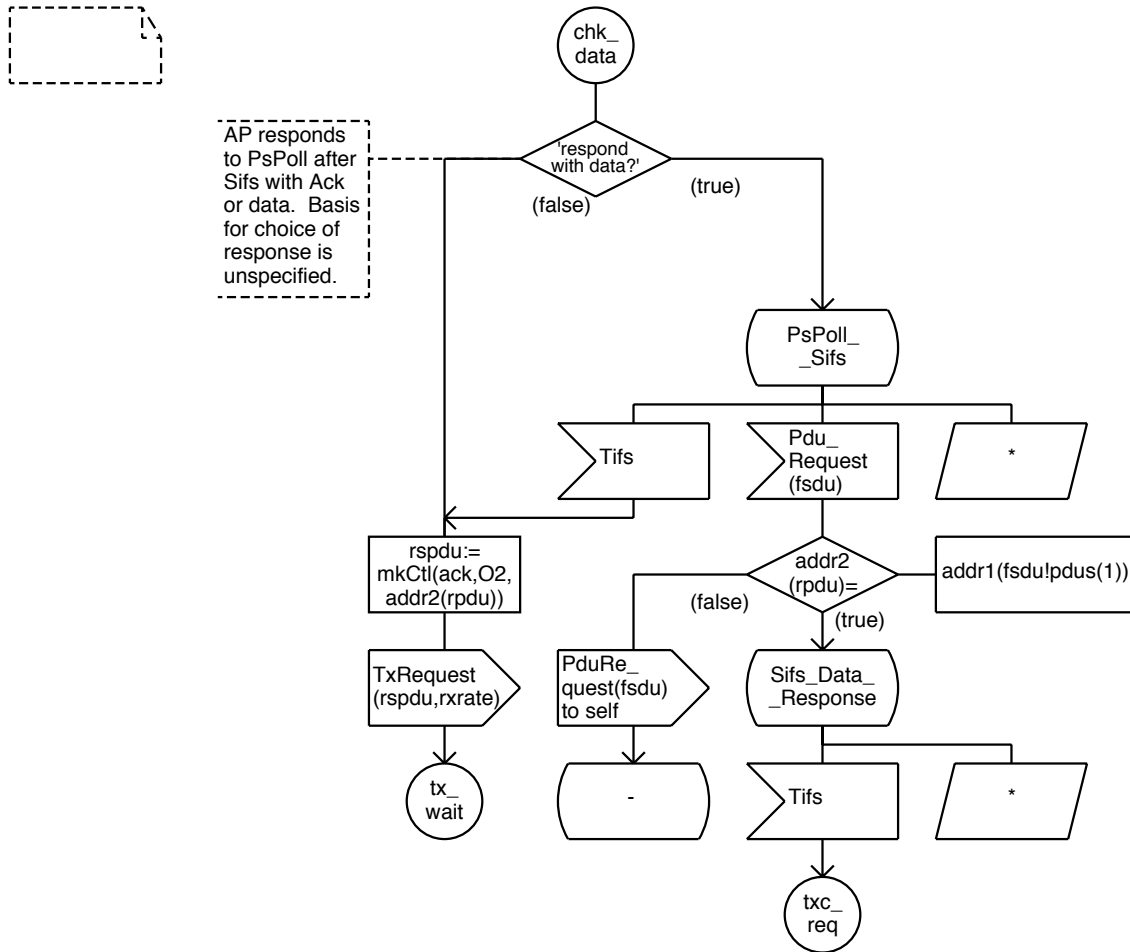 chk_
data
'respond
with data?'
(false)
(true)
AP responds
to PsPoll after
Sifs with Ack
or data.  Basis
for choice of
response is
unspecified.
PsPoll_
_Sifs
Tifs
Pdu_
Request
(fsdu)
*
rspdu:=
mkCtl(ack,O2,
addr2(rpdu))
addr2
(rpdu)=
addr1(fsdu!pdus(1))
(false)
(true)
TxRequest
(rspdu,rxrate)
PduRe_
quest(fsdu)
to self
Sifs_Data_
_Response
tx_
wait
-
Tifs
*
txc_
req